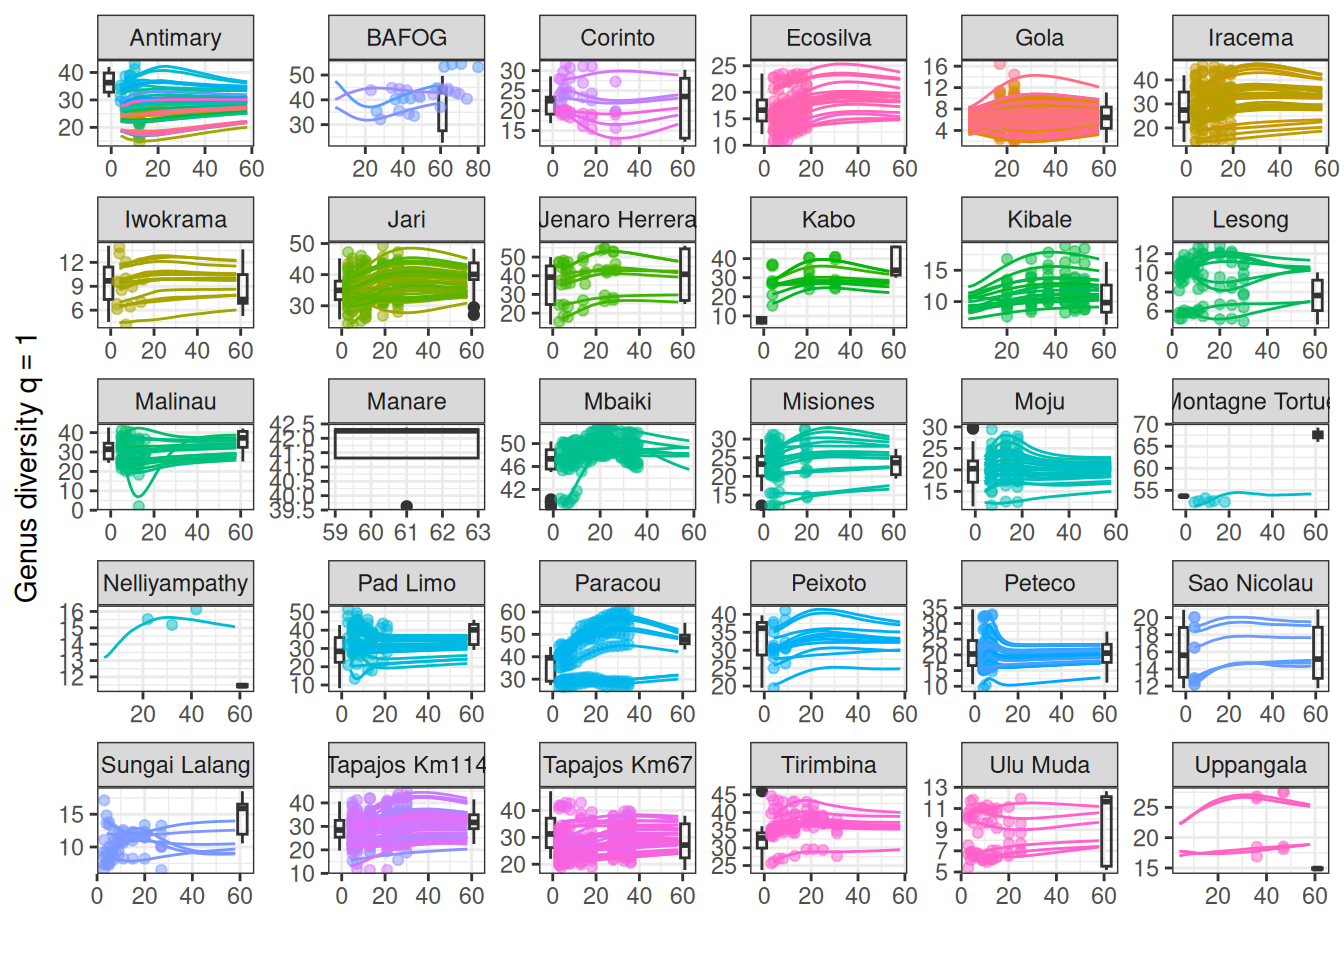 Genus diversity q = 1
Antimary BAFOG Corinto Ecosilva Gola Iracema
40 30 20
50 40 30
30 25 20 15
25 20 15 10
16 12 8 4
40 30 20
0 20 40 60
20 40 60 80
0 20 40 60
0 20 40 60
0 20 40 60
0 20 40 60
Iwokrama Jari Jenaro Herrera Kabo Kibale Lesong
12 9 6
50 40 30
50 40 30 20
40 30 20 10
15 10
12 10 8 6
0 20 40 60
0 20 40 60
0 20 40 60
0 20 40 60
0 20 40 60
0 20 40 60
Malinau Manare Mbaiki Misiones Moju Montagne Tortue
40 30 20 10 0
42.5 42.0 41.5 41.0 40.5 40.0 39.5
50 46 42
30 25 20 15
30 25 20 15
70 65 60 55
0 20 40 60
59 60 61 62 63
0 20 40 60
0 20 40 60
0 20 40 60
0 20 40 60
Nelliyampathy Pad Limo Paracou Peixoto Peteco Sao Nicolau
16 15 14 13 12
50 40 30 20 10
60 50 40 30
40 35 30 25 20
35 30 25 20 15 10
20 18 16 14 12
20 40 60
0 20 40 60
0 20 40 60
0 20 40 60
0 20 40 60
0 20 40 60
Sungai Lalang Tapajos Km114 Tapajos Km67 Tirimbina Ulu Muda Uppangala
15 10
40 30 20 10
40 30 20
45 40 35 30 25
13 11 9 7 5
25 20 15
0 20 40 60
0 20 40 60
0 20 40 60
0 20 40 60
0 20 40 60
20 40 60